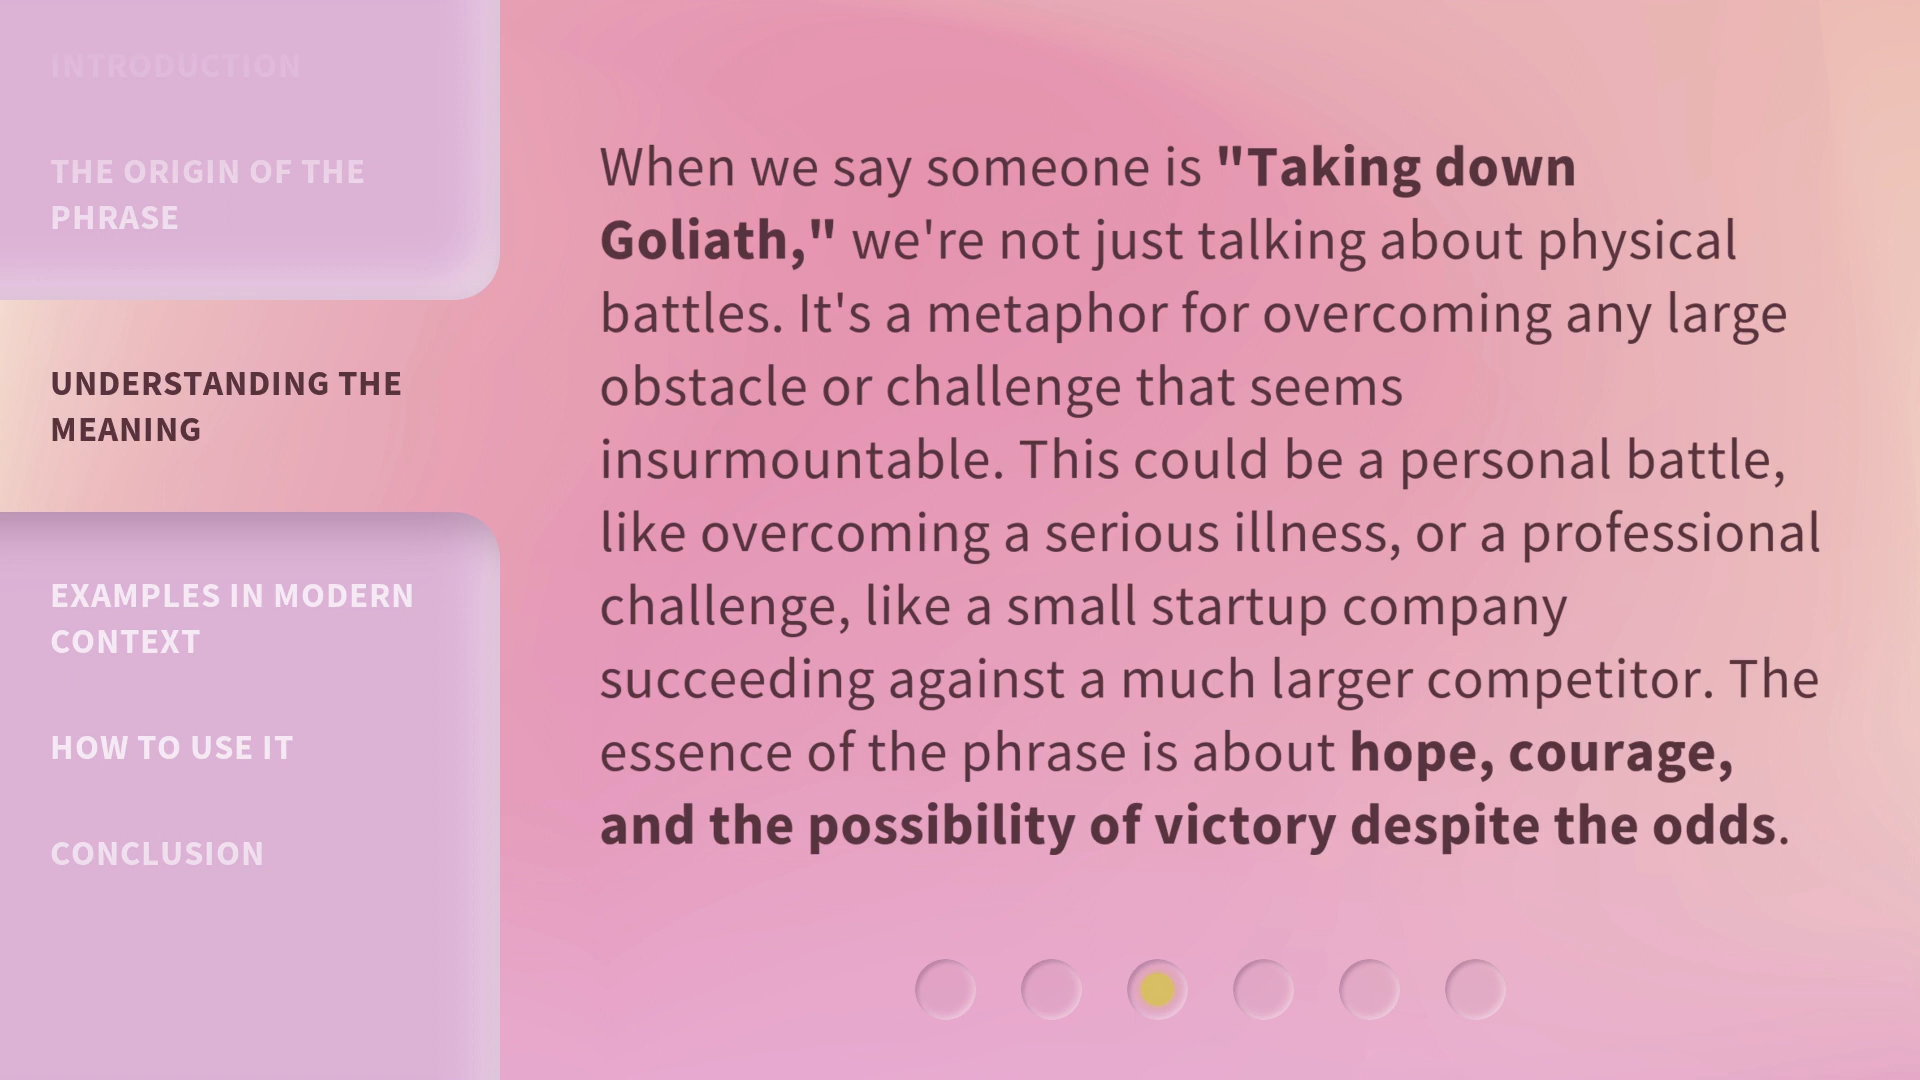 INTRODUCTION
THE ORIGIN OF THE
PHRASE
UNDERSTANDING THE
MEANING
EXAMPLES IN MODERN
CONTEXT
HOW TO USE IT
CONCLUSION
When we say someone is "Taking down
Goliath," we're not just talking about physical
battles. It's a metaphor for overcoming any large
obstacle or challenge that seems
insurmountable. This could be a personal battle,
like overcoming a serious illness, or a professional
challenge, like a small startup company
succeeding against a much larger competitor. The
essence of the phrase is about hope, courage,
and the possibility of victory despite the odds.